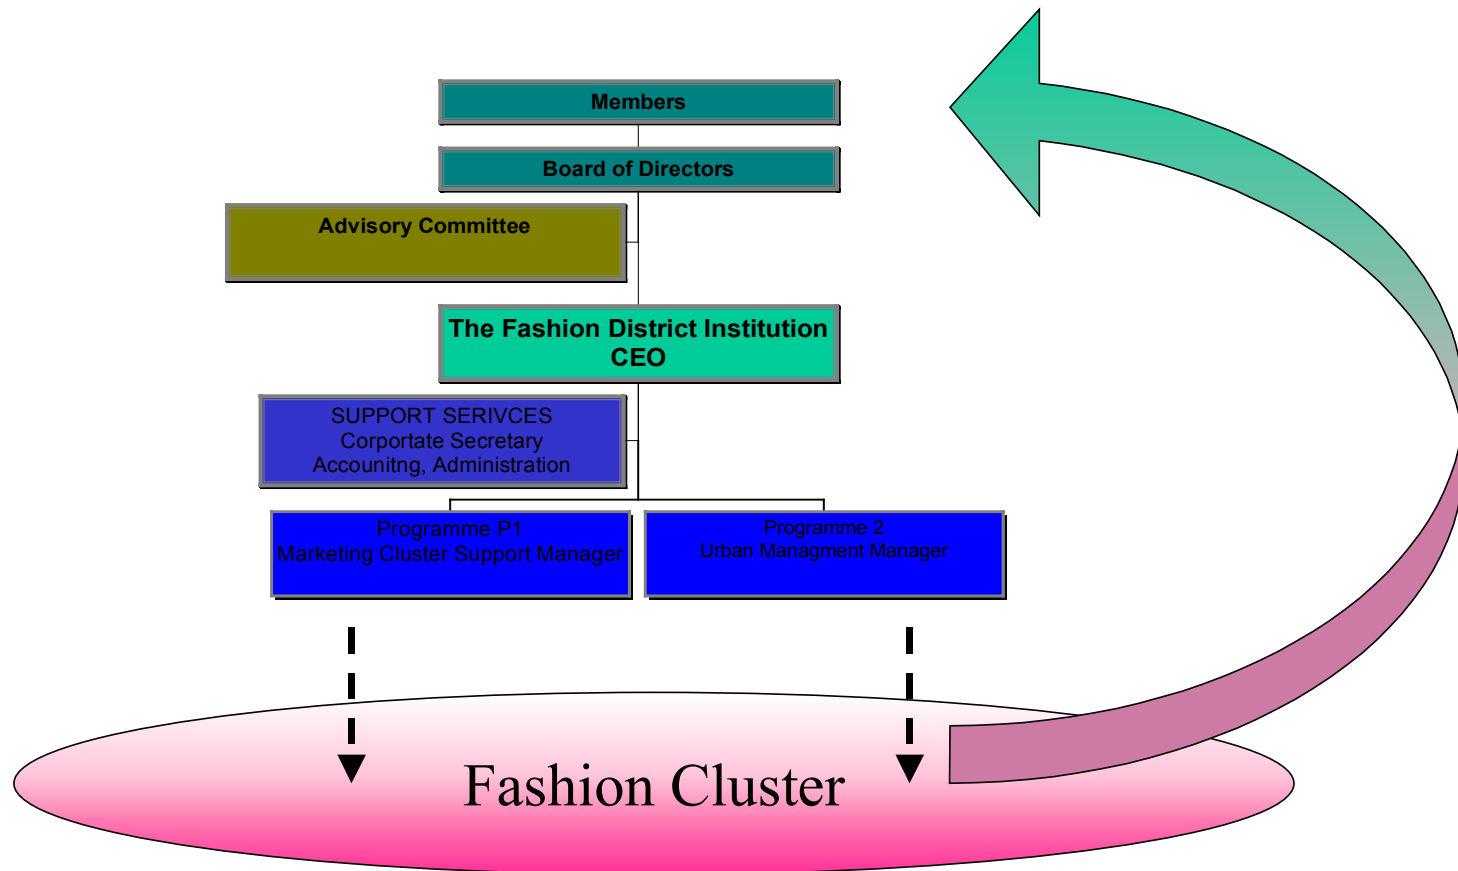 Members
Board of Directors
Advisory Committee
The Fashion District Institution
CEO
SUPPORT SERIVCES
Corportate Secretary
Accounitng, Administration
Programme P1
Marketing Cluster Support Manager
Programme 2
Urban Managment Manager
Fashion Cluster